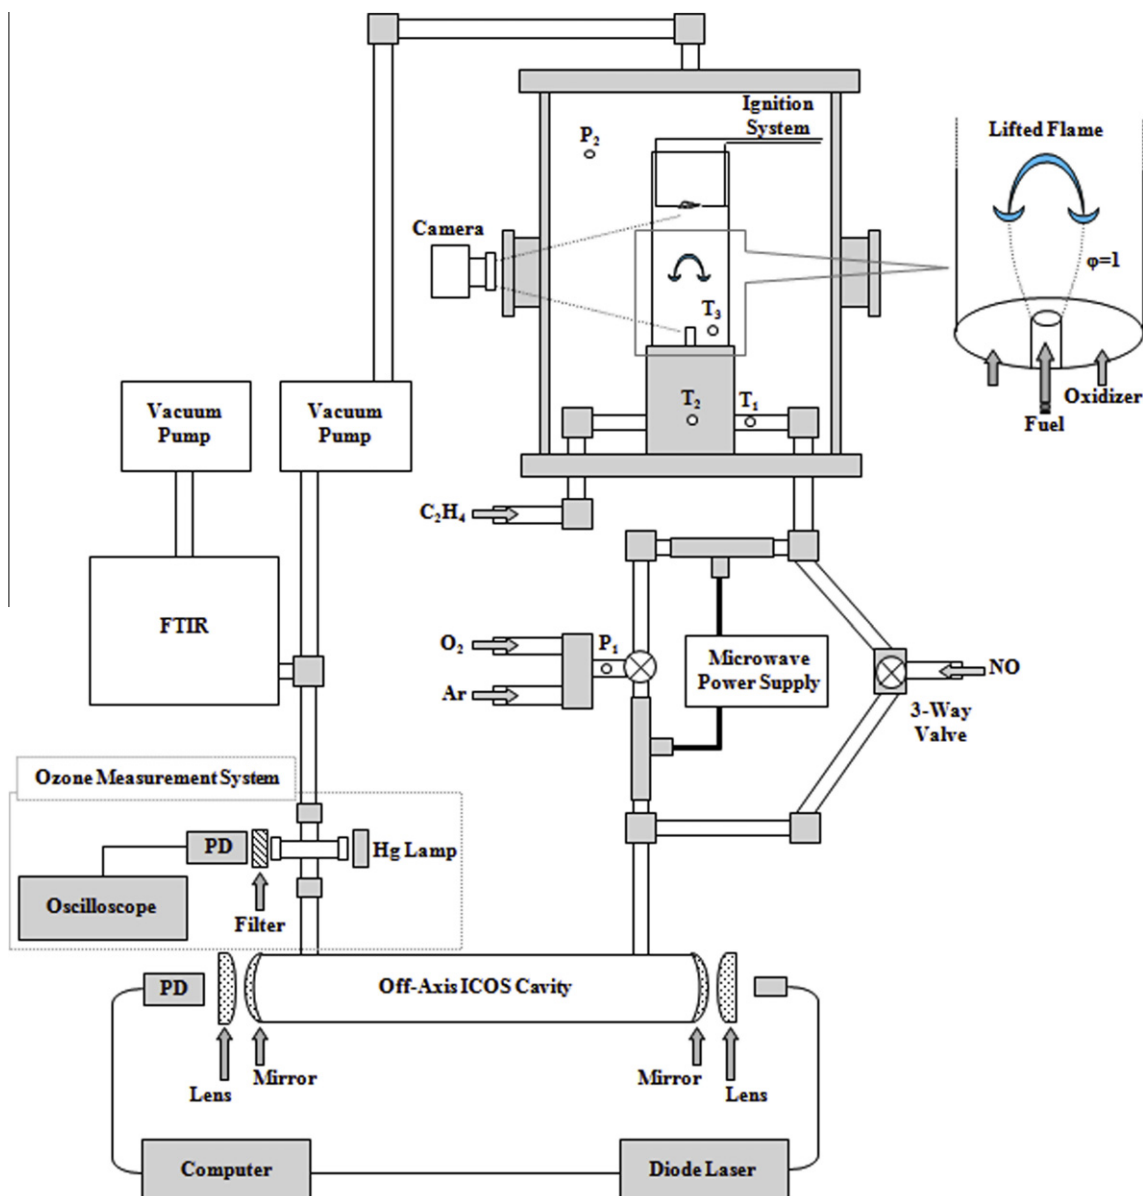 Ignition
System
P2
Lifted Flame
Camera
φ=1
T3
Vacuum
Pump
Vacuum
Pump
T2
T1
Oxidizer
Fuel
C2H4
FTIR
O2
P1
Microwave
Power Supply
NO
Ar
3-Way
Valve
Ozone Measurement System
PD
Hg Lamp
Oscilloscope
Filter
PD
Off-Axis ICOS Cavity
Mirror
Mirror
Lens
Lens
Computer
Diode Laser